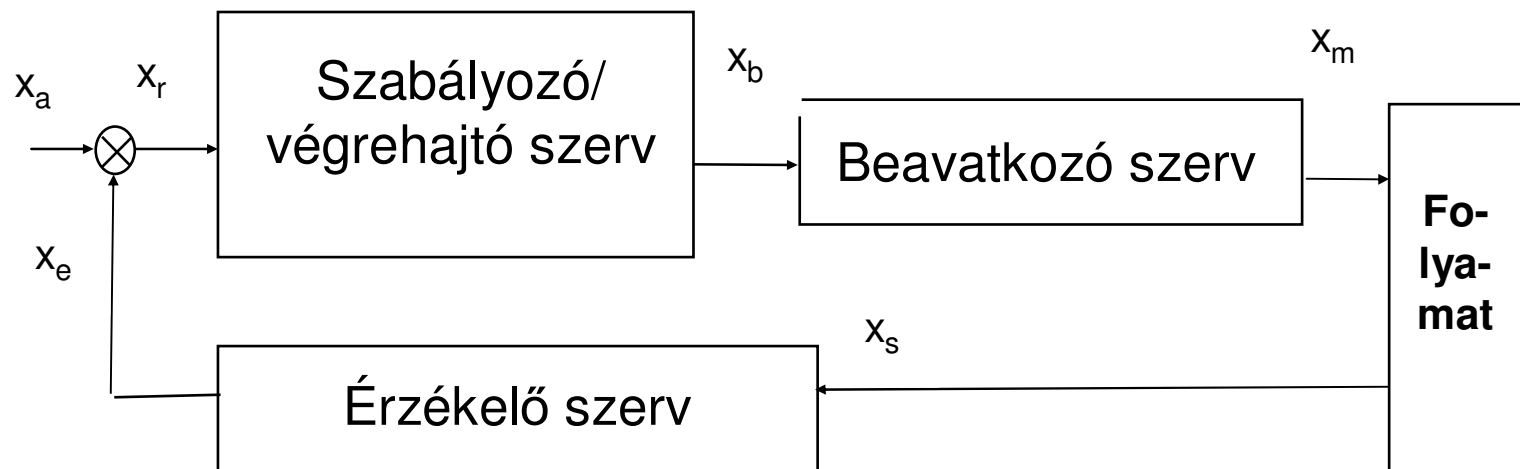 x_a
x_r
Szabályozó/
végrehajtó szerv
x_b
Beavatkozó szerv
x_m
Fo-
lya-
mat
x_e
Érzékelő szerv
x_s